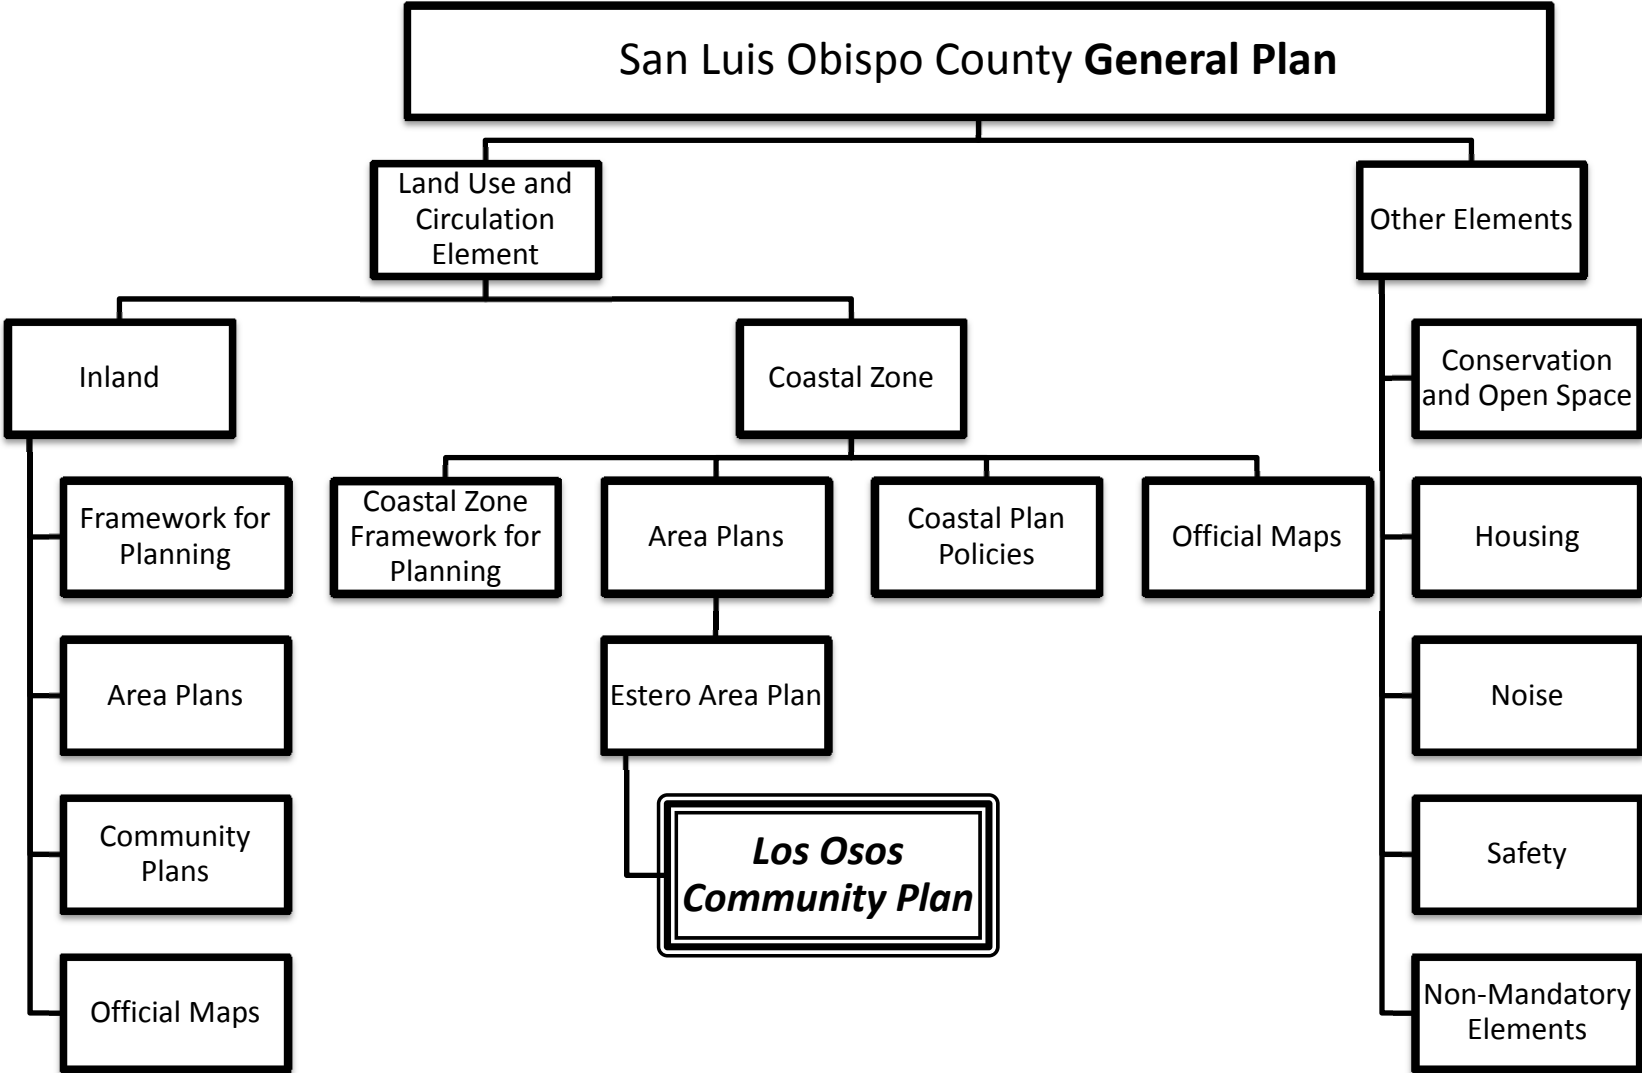 San Luis Obispo County General Plan
Land Use and
Circulation
Element
Other Elements
Inland
Coastal Zone
Conservation
and Open Space
Framework for
Planning
Coastal Zone
Framework for
Planning
Area Plans
Coastal Plan
Policies
Official Maps
Housing
Area Plans
Estero Area Plan
Noise
Community
Plans
Los Osos
Community Plan
Safety
Official Maps
Non-Mandatory
Elements